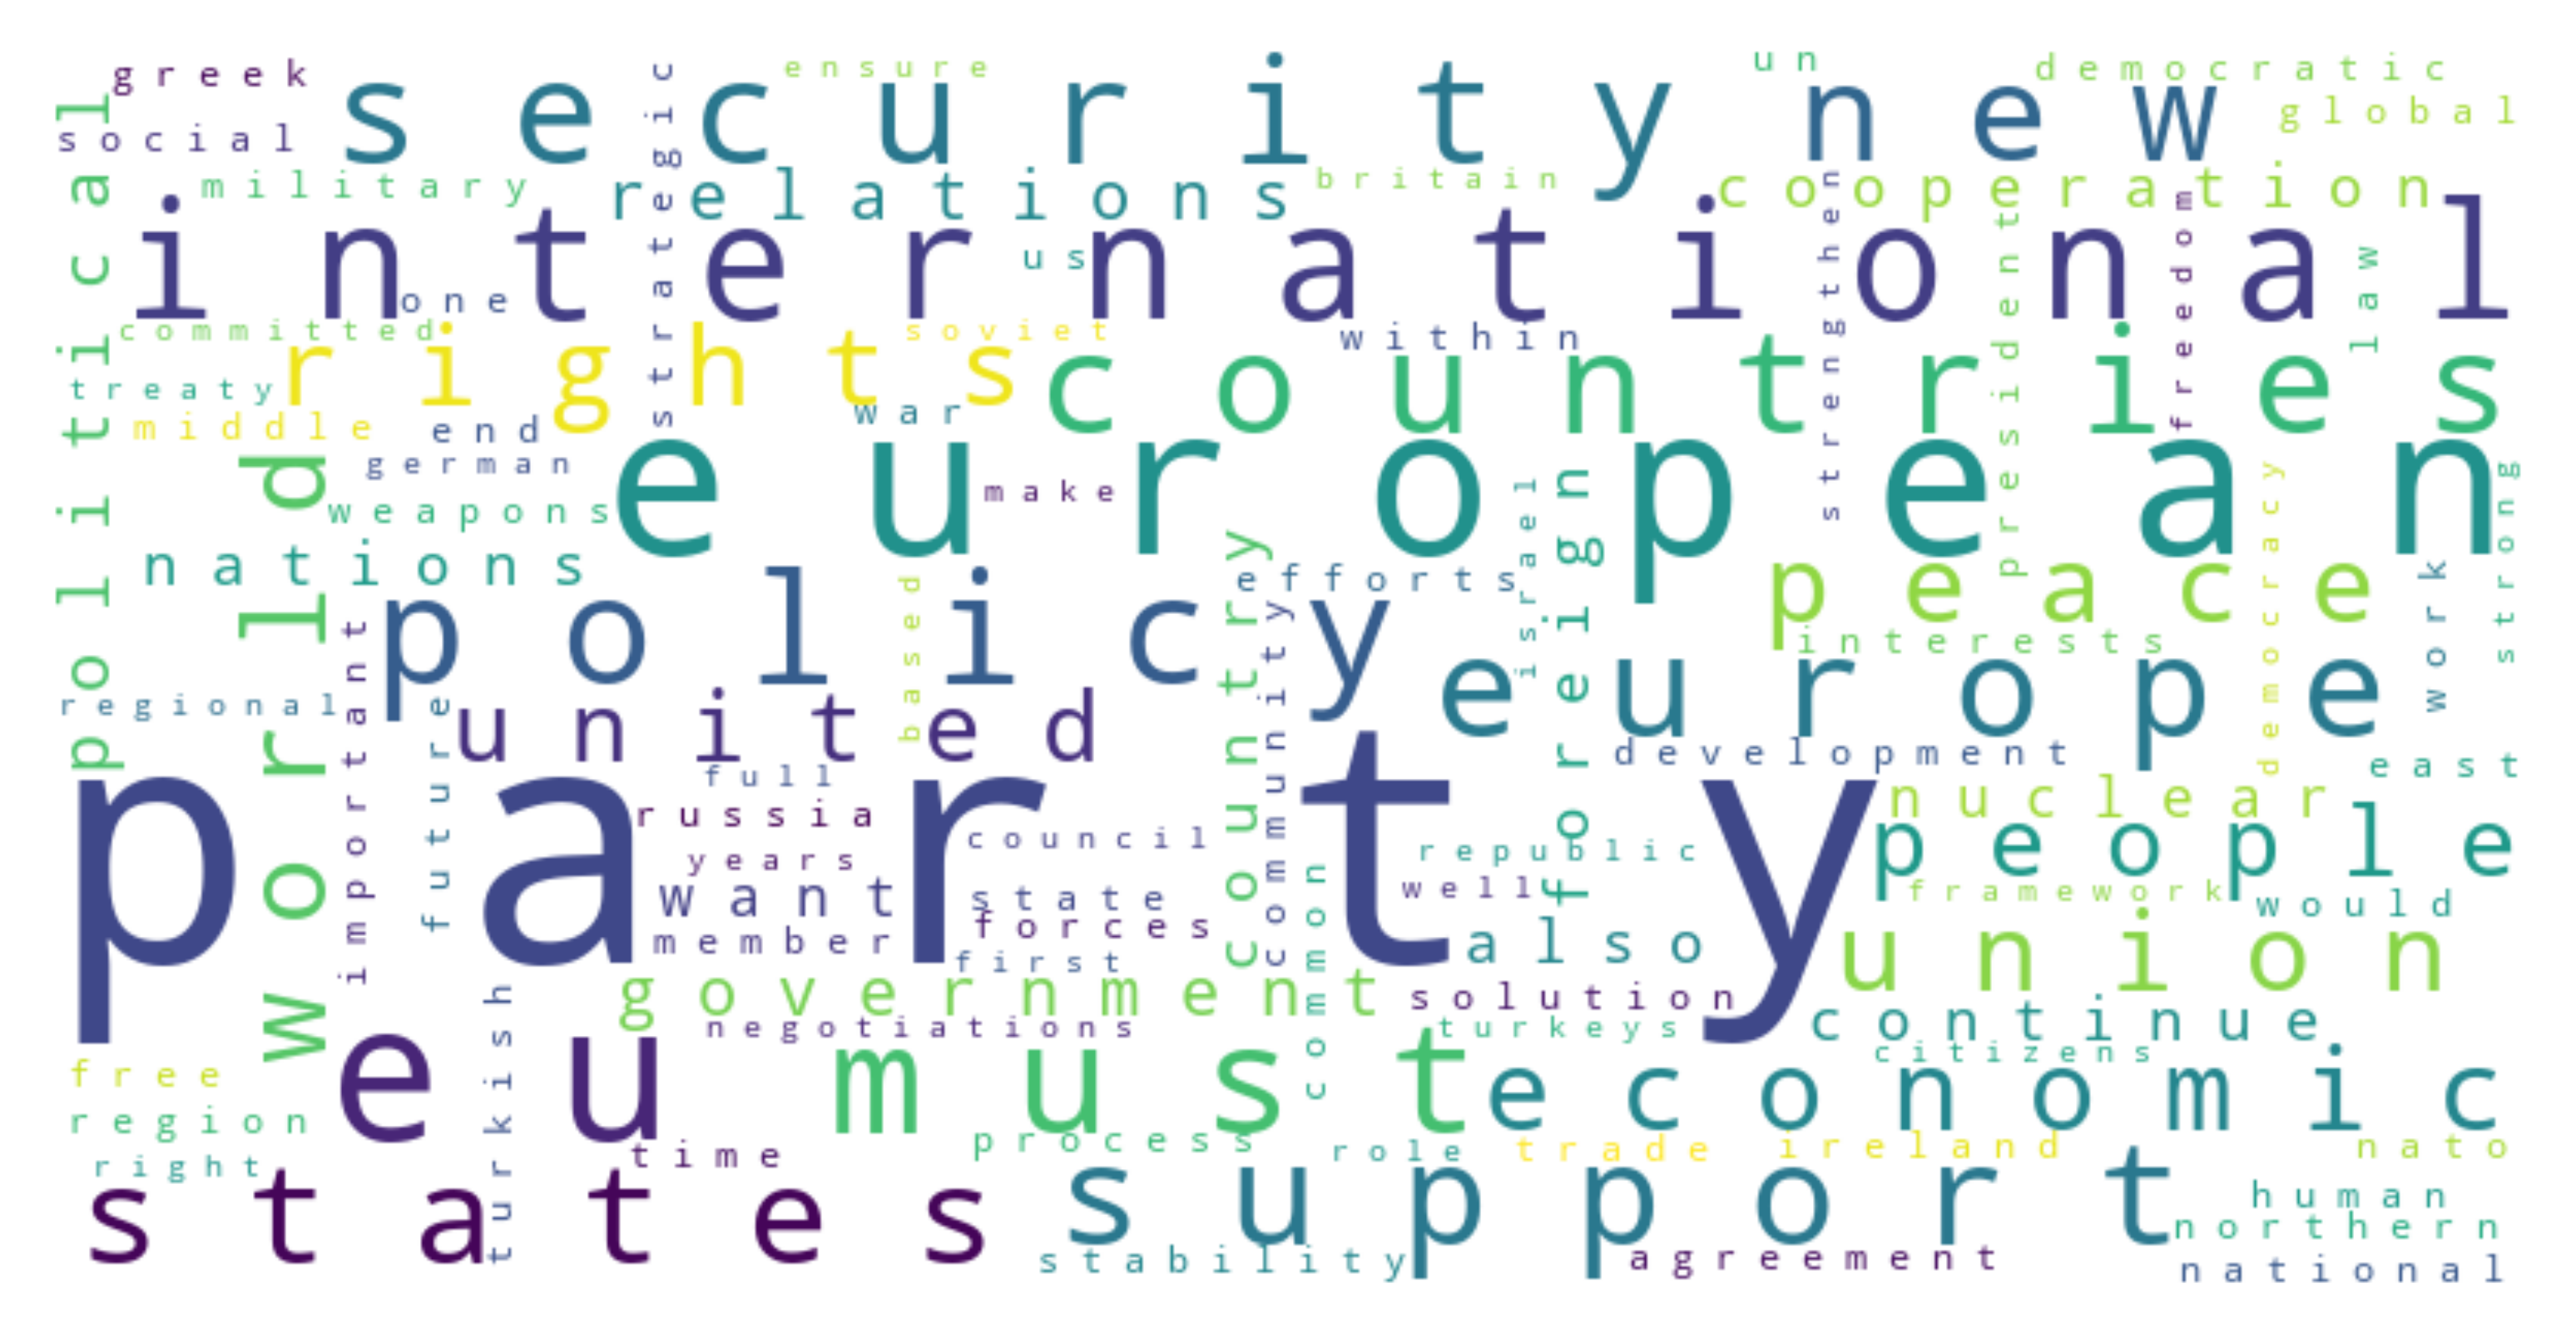 greek
ensure
un
democratic
security
new
global
social
military
relations
britain
cooperation
strategic
political
international
us
one
strengthen
president
freedom
law
committed
rights
soviet
within
countries
treaty
middle
end
war
german
european
make
weapons
world
nations
israel
foreign
democracy
strong
peace
efforts
policy
based
country
community
important
interests
work
europe
regional
future
united
development
east
full
party
russia
nuclear
council
people
years
republic
want
well
framework
state
would
forces
member
also
union
first
common
government
solution
turkish
negotiations
turkeys
continue
eu
must
citizens
free
economic
region
process
role
trade
ireland
nato
time
right
states
support
human
northern
stability
agreement
national